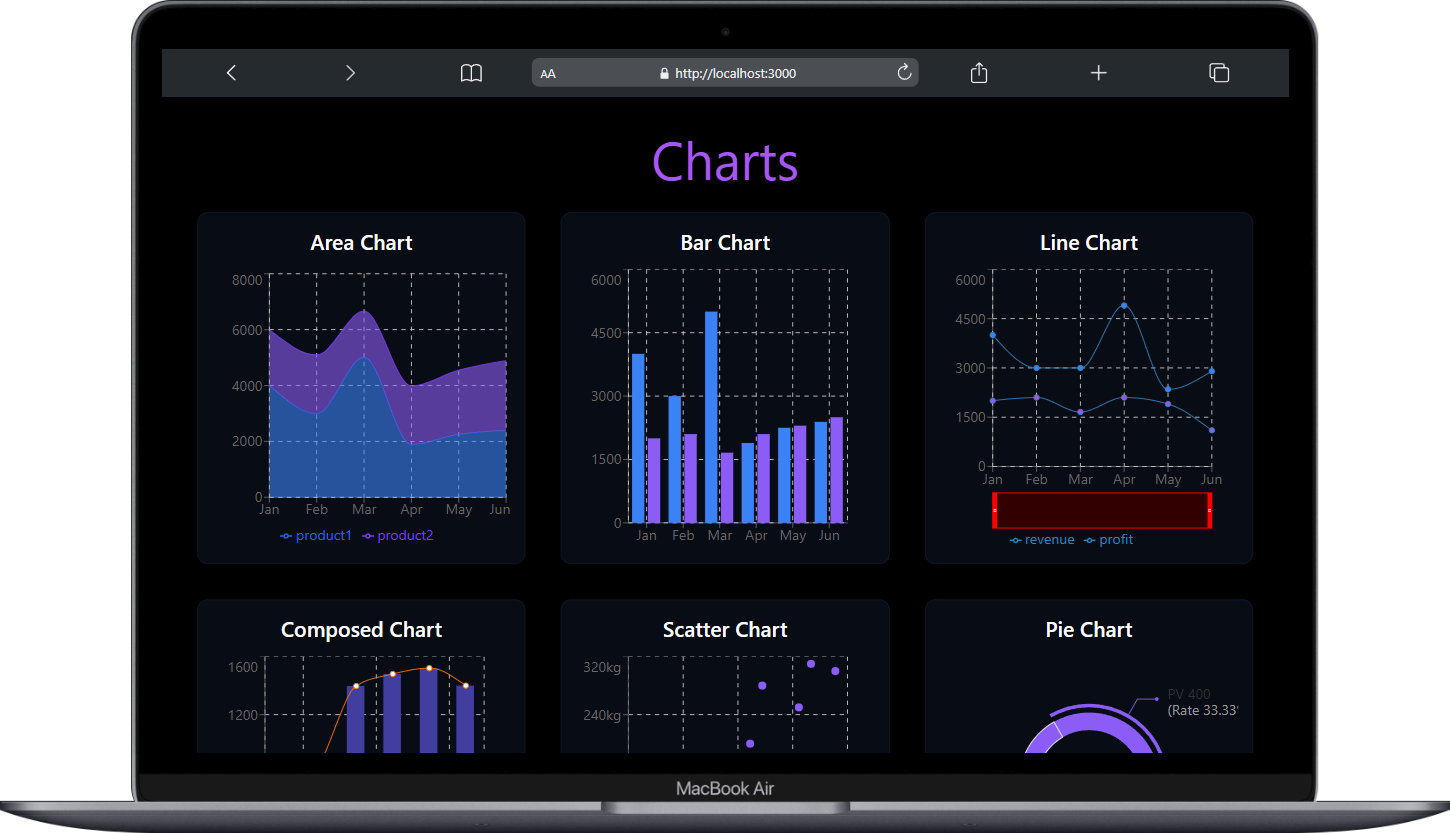 AA
http://localhost:3000
Charts
Area Chart
8000
6000
4000
2000
0
Jan Feb Mar Apr May Jun
product1 product2
Bar Chart
6000
4500
3000
1500
0
Jan Feb Mar Apr May Jun
Line Chart
6000
4500
3000
1500
0
Jan Feb Mar Apr May Jun
revenue profit
Composed Chart
1600
1200
Scatter Chart
320kg
240kg
Pie Chart
PV 400
(Rate 33.33
MacBook Air